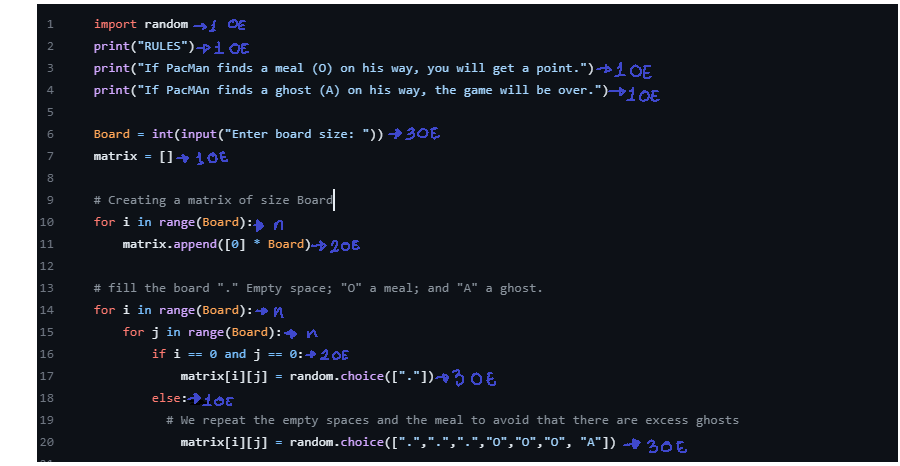 1 import random → 1 OE
2 print("RULES") → 1 OE
3 print("If PacMan finds a meal (O) on his way, you will get a point.") → 1 OE
4 print("If PacMAn finds a ghost (A) on his way, the game will be over.") → 1 OE
5
6 Board = int(input("Enter board size: ")) → 3 OE
7 matrix = [] → 1 OE
8
9 # Creating a matrix of size Board
10 for i in range(Board): → n
11 matrix.append([0] * Board) → 2 OE
12
13 # fill the board "." Empty space; "O" a meal; and "A" a ghost.
14 for i in range(Board): → n
15 for j in range(Board): → n
16 if i == 0 and j == 0: → 2 OE
17 matrix[i][j] = random.choice(["."]) → 3 OE
18 else: → 1 OE
19 # We repeat the empty spaces and the meal to avoid that there are excess ghosts
20 matrix[i][j] = random.choice([".",".",".","O","O","O", "A"]) → 3 OE